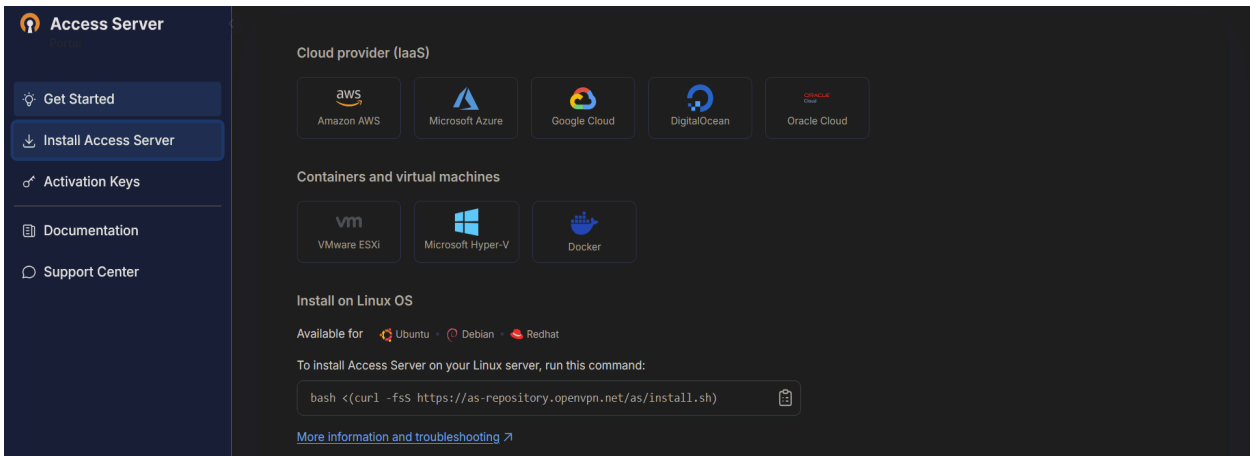 Access Server
Portal
Get Started
Install Access Server
Activation Keys
Documentation
Support Center
Cloud provider (IaaS)
aws
Amazon AWS
Microsoft Azure
Google Cloud
DigitalOcean
ORACLE
Cloud
Oracle Cloud
Containers and virtual machines
vm
VMware ESXi
Microsoft Hyper-V
Docker
Install on Linux OS
Available for Ubuntu • Debian • Redhat
To install Access Server on your Linux server, run this command:
bash <(curl -fsS https://as-repository.openvpn.net/as/install.sh)
More information and troubleshooting ↗